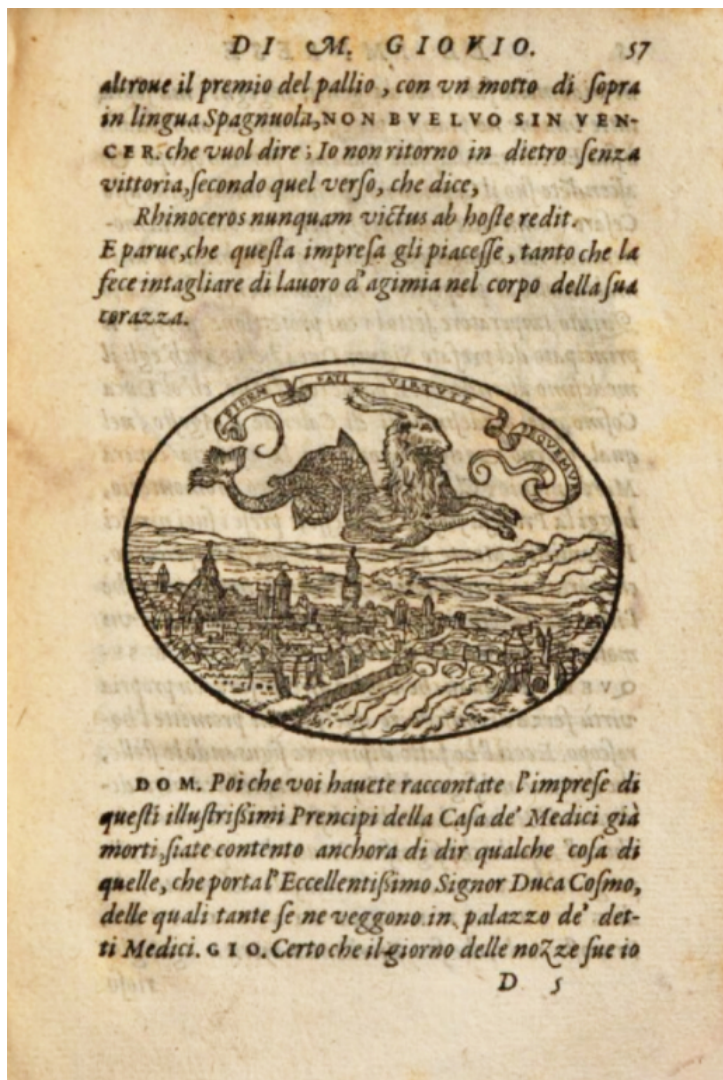 DI M. GIOVIO. 57
altroue il premio del pallio, con vn motto di ſopra
in lingua Spagnuola, NON BVELVO SIN VEN-
CER. che vuol dire; Io non ritorno in dietro ſenza
vittoria, ſecondo quel verſo, che dice,
Rhinoceros nunquam victus ab hoſte redit.
E parue, che queſta impreſa gli piaceſſe, tanto che la
fece intagliare di lauoro d'agimia nel corpo della ſua
corazza.
FIDEM FATI VIRTVTE SEQVEMVR
DOM. Poi che voi hauete raccontate l'impreſe di
queſti illuſtriſsimi Prencipi della Caſa de' Medici già
morti, ſiate contento anchora di dir qualche coſa di
quelle, che porta l'Eccellentiſsimo Signor Duca Coſmo,
delle quali tante ſe ne veggono in palazzo de' det-
ti Medici. GIO. Certo che il giorno delle nozze ſue io
D 5